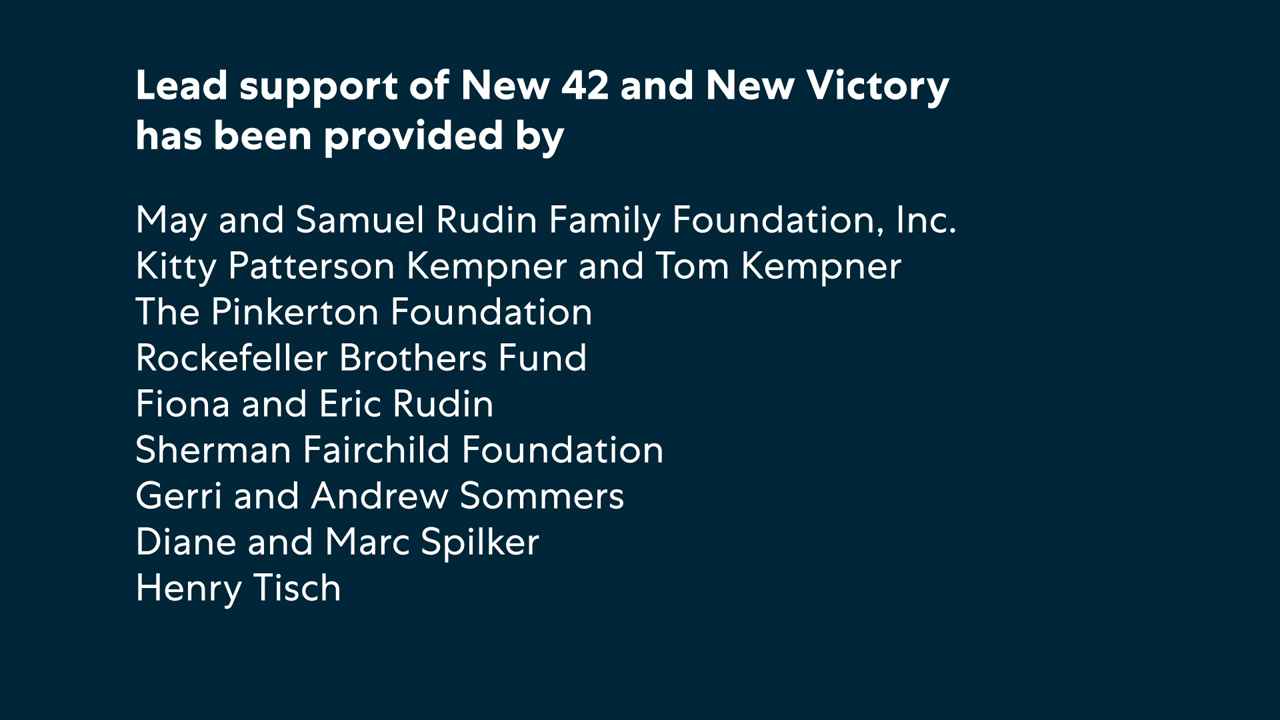 Lead support of New 42 and New Victory
has been provided by
May and Samuel Rudin Family Foundation, Inc.
Kitty Patterson Kempner and Tom Kempner
The Pinkerton Foundation
Rockefeller Brothers Fund
Fiona and Eric Rudin
Sherman Fairchild Foundation
Gerri and Andrew Sommers
Diane and Marc Spilker
Henry Tisch